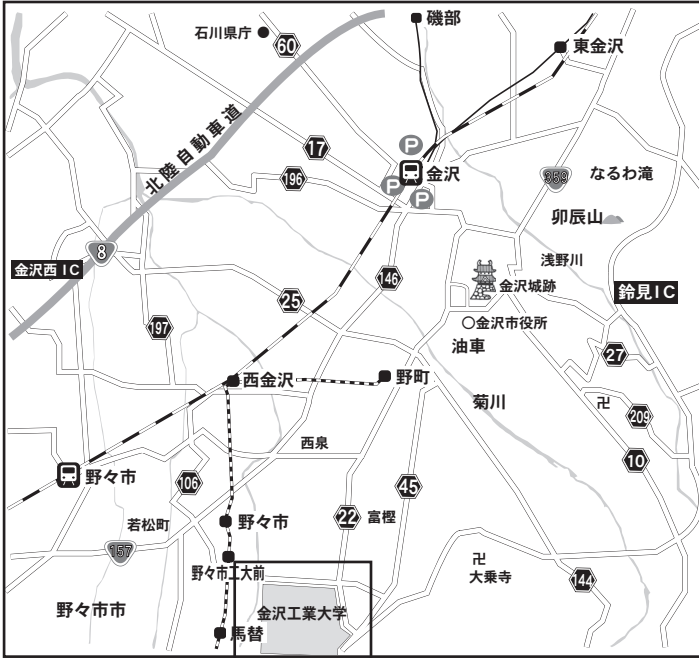 磯部
石川県庁
60
東金沢
北陸自動車道
17
P
金沢
196
P
P
359
なるわ滝
卯辰山
8
金沢西IC
浅野川
金沢城跡
146
鈴見IC
25
197
○金沢市役所
油車
27
西金沢
野町
菊川
卍
209
西泉
10
野々市
106
45
22
富樫
若松町
野々市
157
卍
大乗寺
野々市工大前
144
野々市市
金沢工業大学
馬替